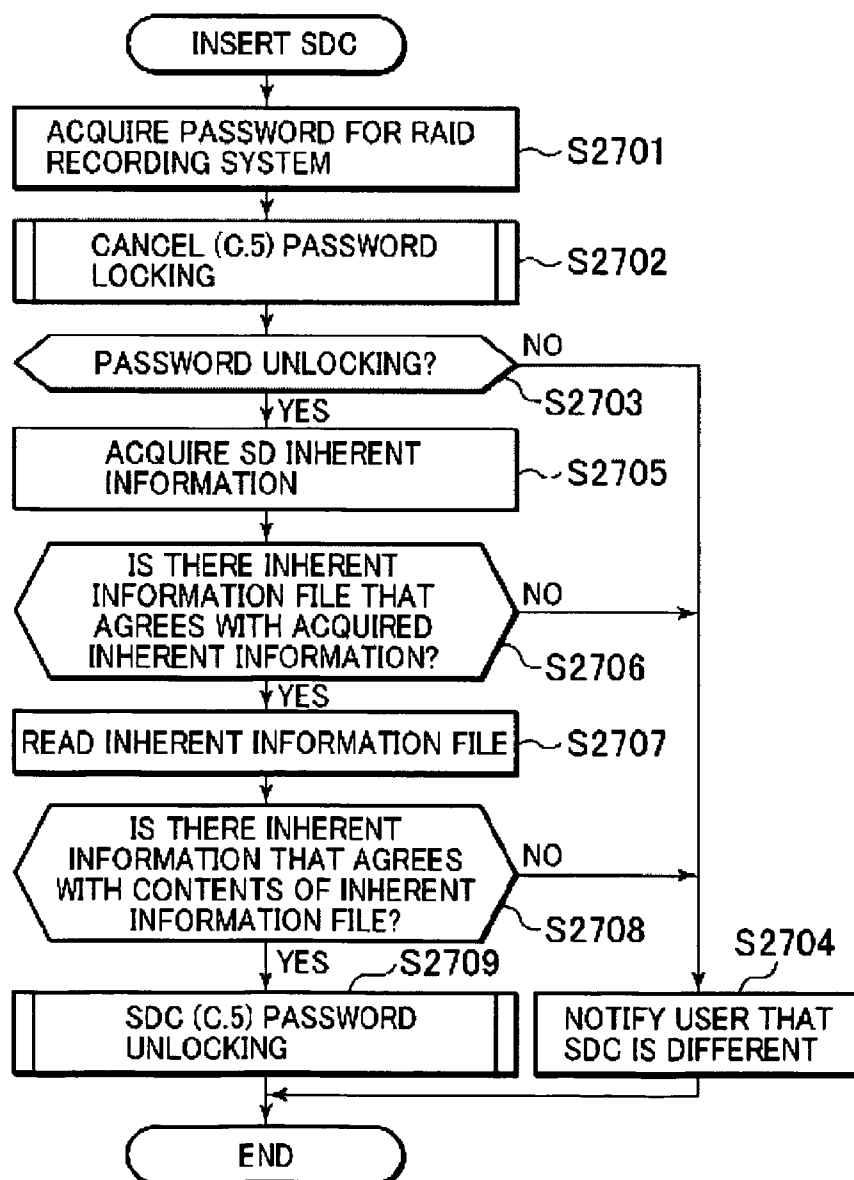 INSERT SDC
ACQUIRE PASSWORD FOR RAID
RECORDING SYSTEM
S2701
CANCEL (C.5) PASSWORD
LOCKING
S2702
PASSWORD UNLOCKING?
NO
S2703
YES
ACQUIRE SD INHERENT
INFORMATION
S2705
IS THERE INHERENT
INFORMATION FILE THAT
AGREES WITH ACQUIRED
INHERENT INFORMATION?
NO
S2706
YES
READ INHERENT INFORMATION FILE
S2707
IS THERE INHERENT
INFORMATION THAT AGREES
WITH CONTENTS OF INHERENT
INFORMATION FILE?
NO
S2708
YES
S2709
SDC (C.5) PASSWORD
UNLOCKING
S2704
NOTIFY USER THAT
SDC IS DIFFERENT
END